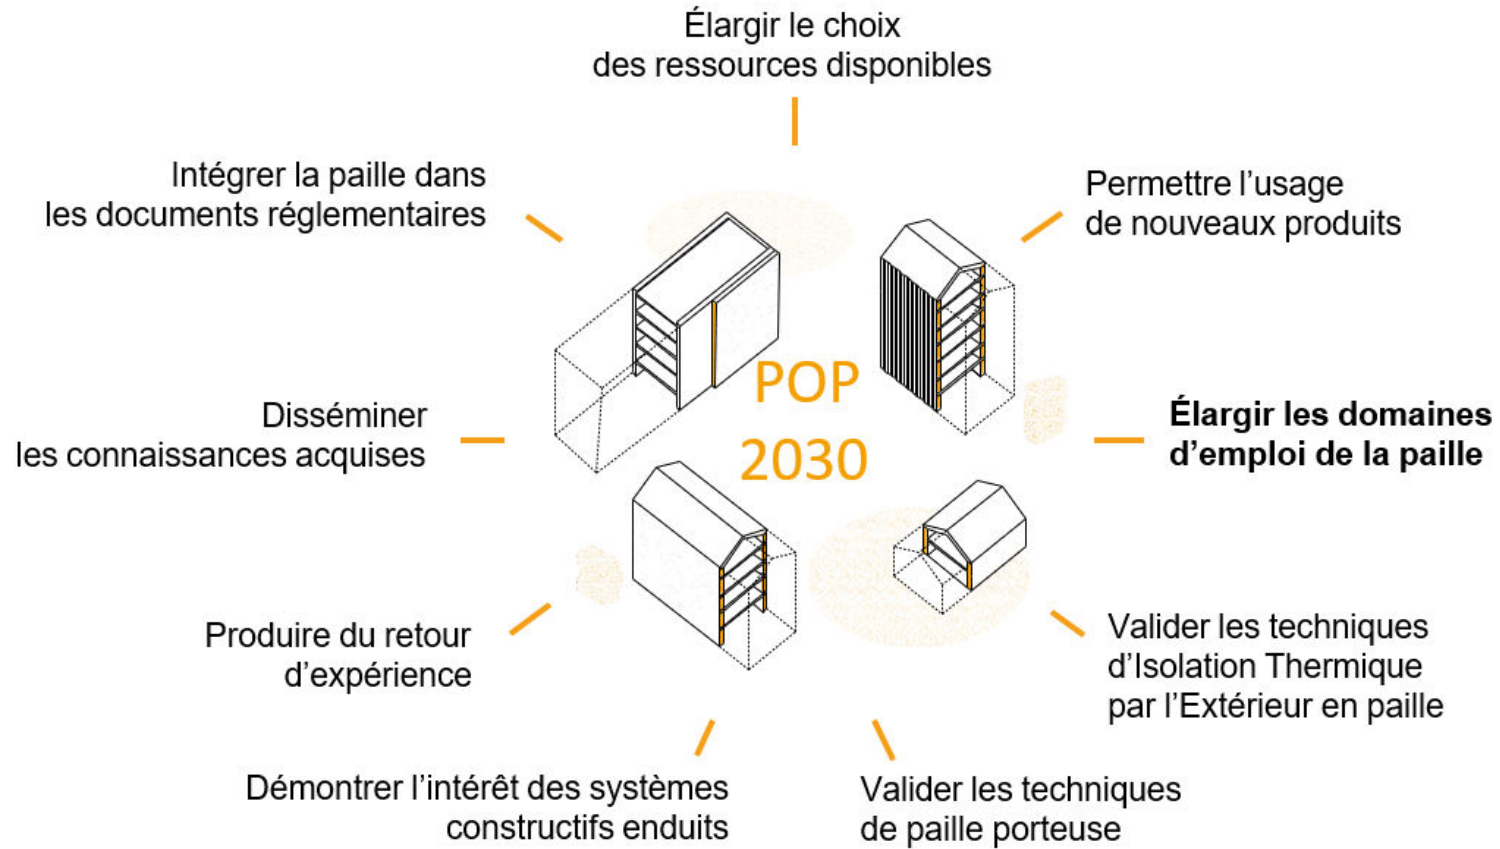 Élargir le choix
des ressources disponibles
Permettre l’usage
de nouveaux produits
Élargir les domaines
d’emploi de la paille
Valider les techniques
d’Isolation Thermique
par l’Extérieur en paille
Valider les techniques
de paille porteuse
Démontrer l’intérêt des systèmes
constructifs enduits
Produire du retour
d’expérience
Disséminer
les connaissances acquises
Intégrer la paille dans
les documents réglementaires
POP
2030